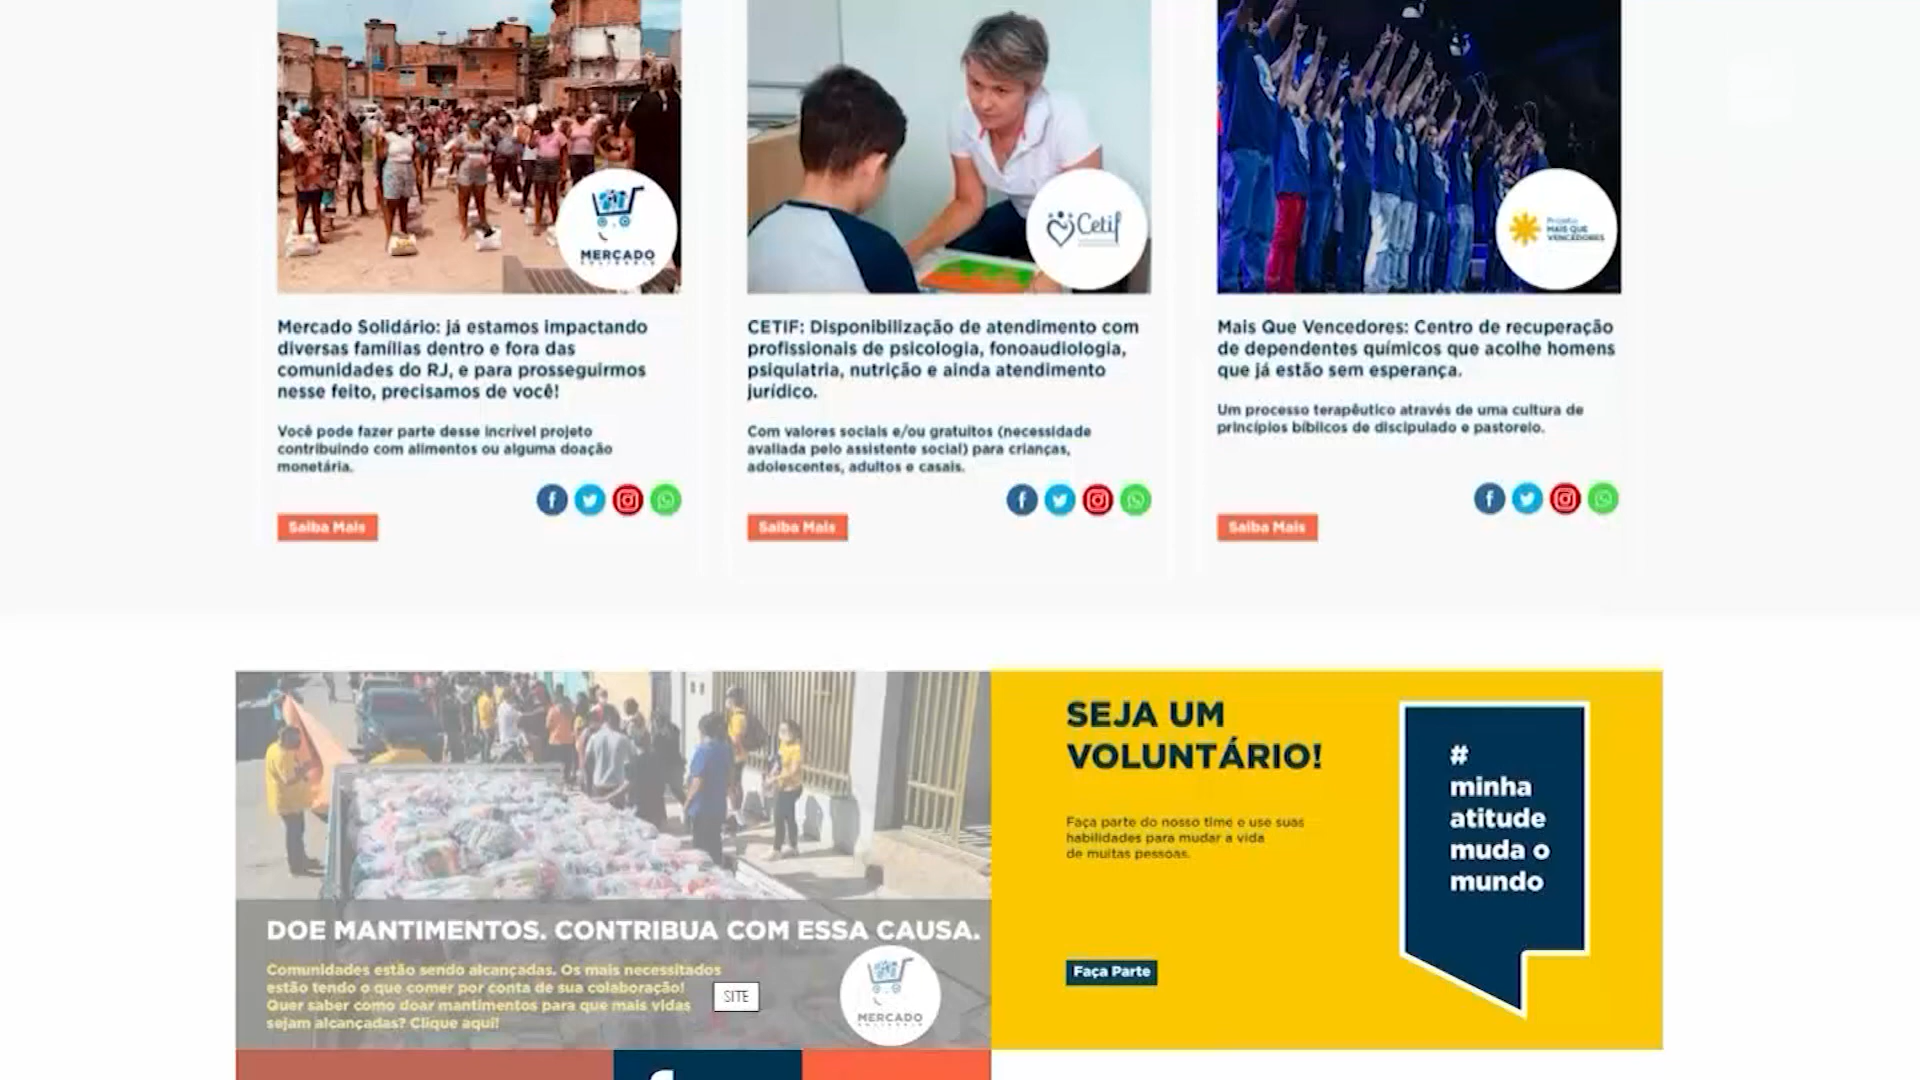 MERCADO
SOLIDÁRIO
Cetif
Projeto
MAIS QUE
VENCEDORES
Mercado Solidário: já estamos impactando
diversas famílias dentro e fora das
comunidades do RJ, e para prosseguirmos
nesse feito, precisamos de você!
Você pode fazer parte desse incrível projeto
contribuindo com alimentos ou alguma doação
monetária.
Saiba Mais
CETIF: Disponibilização de atendimento com
profissionais de psicologia, fonoaudiologia,
psiquiatria, nutrição e ainda atendimento
jurídico.
Com valores sociais e/ou gratuitos (necessidade
avaliada pelo assistente social) para crianças,
adolescentes, adultos e casais.
Saiba Mais
Mais Que Vencedores: Centro de recuperação
de dependentes químicos que acolhe homens
que já estão sem esperança.
Um processo terapêutico através de uma cultura de
princípios bíblicos de discipulado e pastoreio.
Saiba Mais
DOE MANTIMENTOS. CONTRIBUA COM ESSA CAUSA.
Comunidades estão sendo alcançadas. Os mais necessitados
estão tendo o que comer por conta de sua colaboração!
Quer saber como doar mantimentos para que mais vidas
sejam alcançadas? Clique aqui!
SITE
MERCADO
SOLIDÁRIO
SEJA UM
VOLUNTÁRIO!
Faça parte do nosso time e use suas
habilidades para mudar a vida
de muitas pessoas.
Faça Parte
#
minha
atitude
muda o
mundo